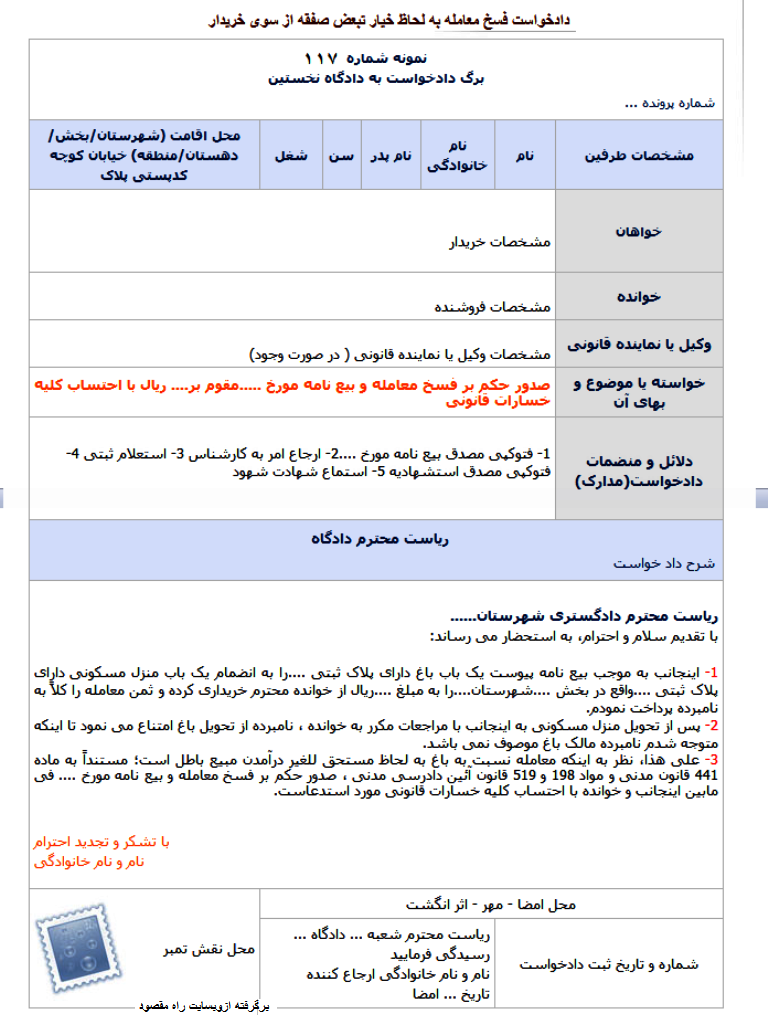 دادخواست فسخ معامله به لحاظ خیار تبعض صفقه از سوی خریدار
نمونه شماره ۱۱۷
برگ دادخواست به دادگاه نخستین
شماره پرونده ...
مشخصات طرفین
نام
نام
خانوادگی
نام پدر
سن
شغل
محل اقامت (شهرستان/بخش/
دهستان/منطقه) خیابان کوچه
کدپستی پلاک
خواهان
مشخصات خریدار
خوانده
مشخصات فروشنده
وکیل یا نماینده قانونی
مشخصات وکیل یا نماینده قانونی ( در صورت وجود)
خواسته یا موضوع و
بهای آن
صدور حکم بر فسخ معامله و بیع نامه مورخ .....مقوم بر.... ریال با احتساب کلیه
خسارات قانونی
دلائل و منضمات
دادخواست(مدارک)
1- فتوکپی مصدق بیع نامه مورخ ....2- ارجاع امر به کارشناس 3- استعلام ثبتی 4-
فتوکپی مصدق استشهادیه 5- استماع شهادت شهود
ریاست محترم دادگاه
شرح داد خواست
ریاست محترم دادگستری شهرستان......
با تقدیم سلام و احترام، به استحضار می رساند:
1- اینجانب به موجب بیع نامه پیوست یک باب باغ دارای پلاک ثبتی ....را به انضمام یک باب منزل مسکونی دارای
پلاک ثبتی ....واقع در بخش ....شهرستان....را به مبلغ ....ریال از خوانده محترم خریداری کرده و ثمن معامله را کلاً به
نامبرده پرداخت نمودم.
2- پس از تحویل منزل مسکونی به اینجانب با مراجعات مکرر به خوانده ، نامبرده از تحویل باغ امتناع می نمود تا اینکه
متوجه شدم نامبرده مالک باغ موصوف نمی باشد.
3- علی هذا، نظر به اینکه معامله نسبت به باغ به لحاظ مستحق للغیر درآمدن مبیع باطل است؛ مستنداً به ماده
441 قانون مدنی و مواد 198 و 519 قانون آئین دادرسی مدنی ، صدور حکم بر فسخ معامله و بیع نامه مورخ .... فی
مابین اینجانب و خوانده با احتساب کلیه خسارات قانونی مورد استدعاست.
با تشکر و تجدید احترام
نام و نام خانوادگی
محل امضا - مهر - اثر انگشت
شماره و تاریخ ثبت دادخواست
ریاست محترم شعبه ... دادگاه ...
رسیدگی فرمایید
نام و نام خانوادگی ارجاع کننده
تاریخ ... امضا
محل نقش تمبر
برگرفته ازوبسایت راه مقصود